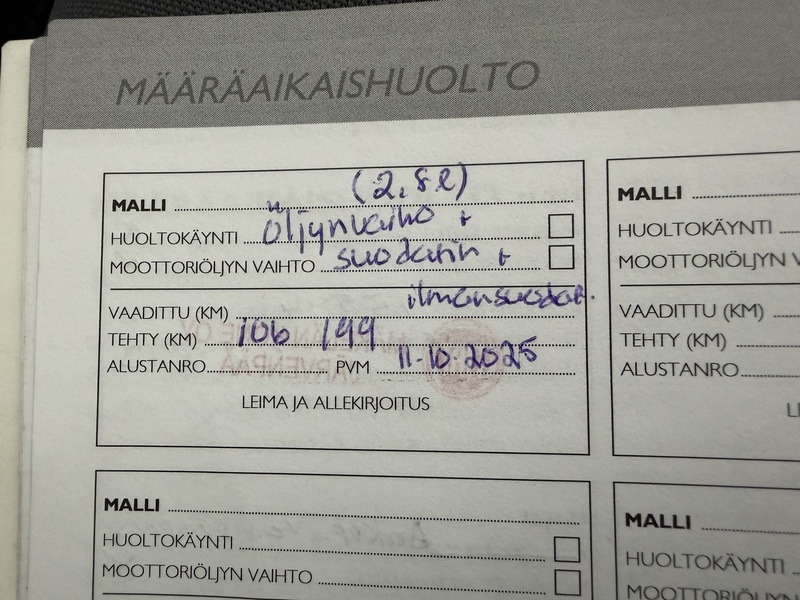 MÄÄRÄAIKAISHUOLTO
(2,8l)
MALLI
HUOLTOKÄYNTI öljynvaihto +
MOOTTORIÖLJYN VAIHTO suodatin +
ilmansuodat.
VAADITTU (KM)
TEHTY (KM) 106 199
ALUSTANRO. PVM 11.10.2025
LEIMA JA ALLEKIRJOITUS
MALLI
HUOLTOKÄYNTI
MOOTTORIÖLJYN V
VAADITTU (KM)
TEHTY (KM)
ALUSTANRO
LE
MALLI
HUOLTOKÄYNTI
MOOTTORIÖLJYN VAIHTO
MALLI
HUOLTOKÄYNTI
MOOTTORIÖLJYN